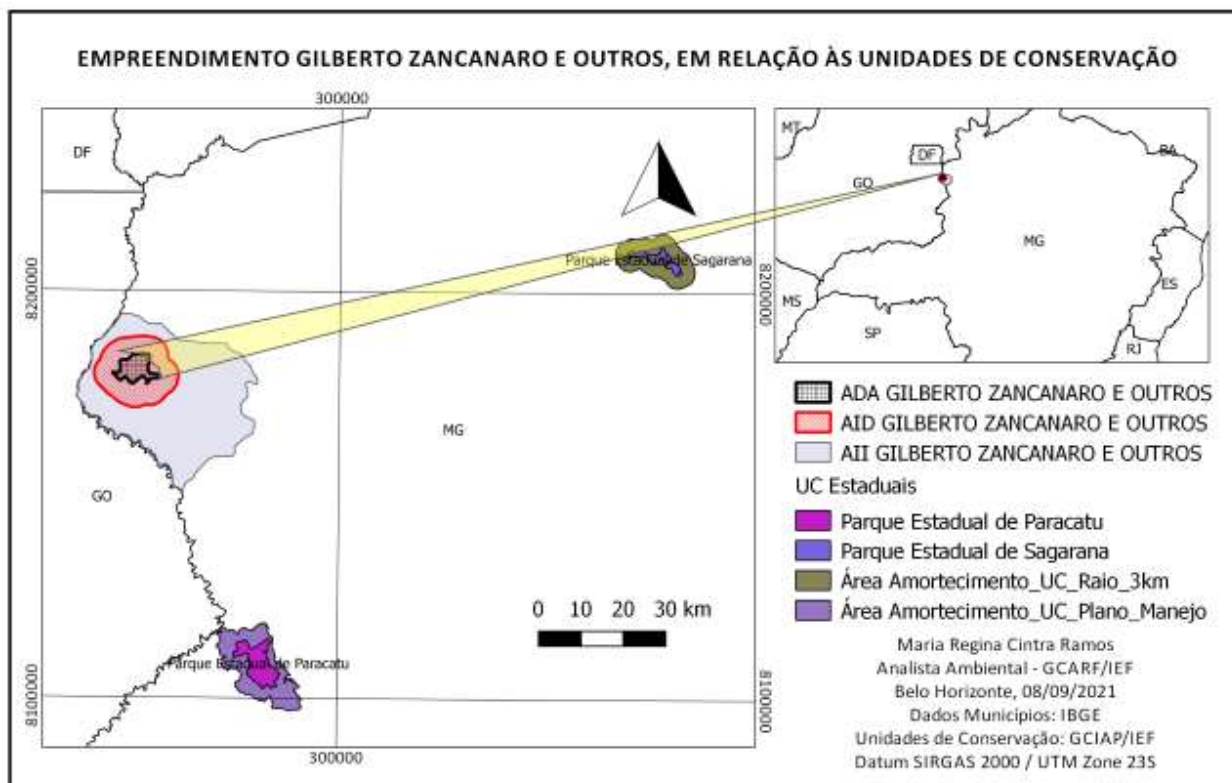 EMPREENDIMENTO GILBERTO ZANCANARO E OUTROS, EM RELAÇÃO ÀS UNIDADES DE CONSERVAÇÃO
300000
DF
8200000
Parque Estadual de Sagarana
8200000
MG
GO
Parque Estadual de Paracatu
8100000
8100000
300000
0 10 20 30 km
MT
DF
BA
GO
MG
MS
ES
SP
RJ
ADA GILBERTO ZANCANARO E OUTROS
AID GILBERTO ZANCANARO E OUTROS
AII GILBERTO ZANCANARO E OUTROS
UC Estaduais
Parque Estadual de Paracatu
Parque Estadual de Sagarana
Área Amortecimento_UC_Raio_3km
Área Amortecimento_UC_Plano_Manejo
Maria Regina Cintra Ramos
Analista Ambiental - GCARF/IEF
Belo Horizonte, 08/09/2021
Dados Municípios: IBGE
Unidades de Conservação: GCIAP/IEF
Datum SIRGAS 2000 / UTM Zone 23S